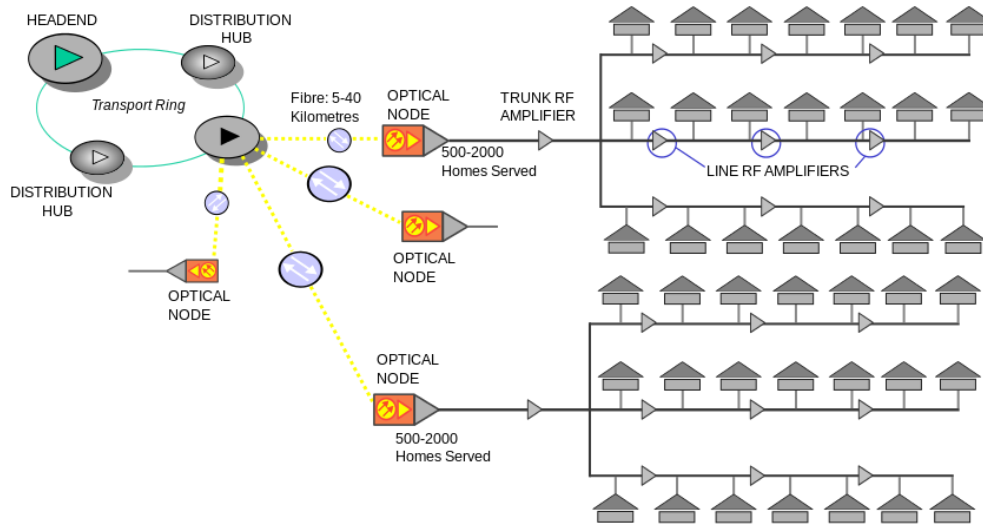 HEADEND
DISTRIBUTION
HUB
Transport Ring
DISTRIBUTION
HUB
Fibre: 5-40
Kilometres
OPTICAL
NODE
500-2000
Homes Served
TRUNK RF
AMPLIFIER
LINE RF AMPLIFIERS
OPTICAL
NODE
OPTICAL
NODE
OPTICAL
NODE
500-2000
Homes Served